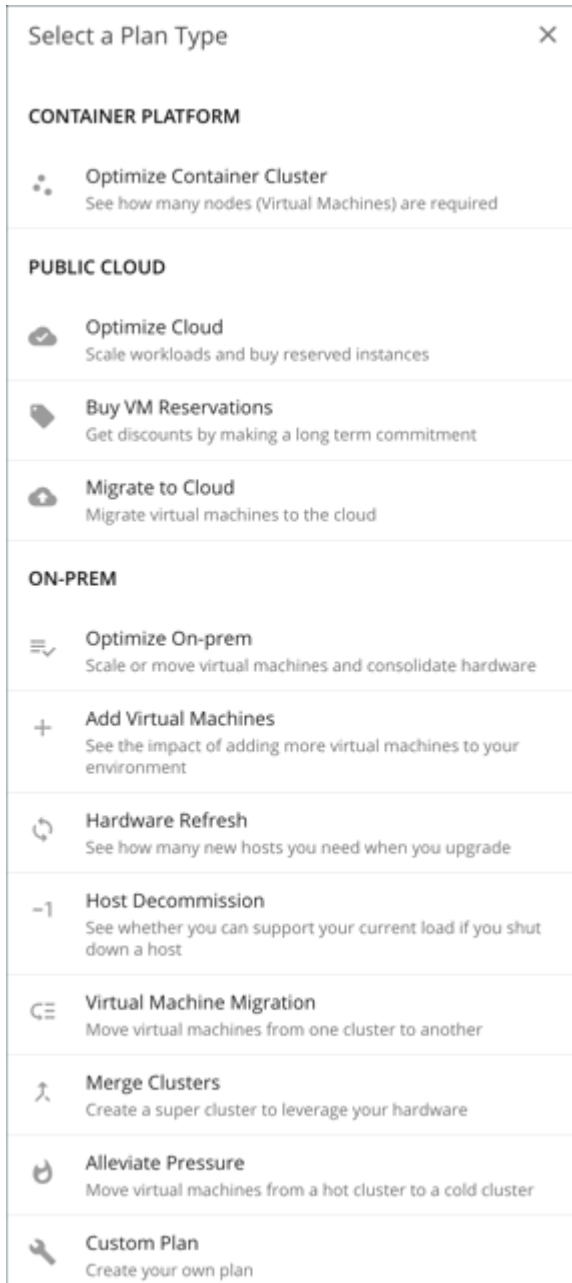 Select a Plan Type
CONTAINER PLATFORM
Optimize Container Cluster
See how many nodes (Virtual Machines) are required
PUBLIC CLOUD
Optimize Cloud
Scale workloads and buy reserved instances
Buy VM Reservations
Get discounts by making a long term commitment
Migrate to Cloud
Migrate virtual machines to the cloud
ON-PREM
Optimize On-prem
Scale or move virtual machines and consolidate hardware
Add Virtual Machines
See the impact of adding more virtual machines to your
environment
Hardware Refresh
See how many new hosts you need when you upgrade
-1 Host Decommission
See whether you can support your current load if you shut
down a host
Virtual Machine Migration
Move virtual machines from one cluster to another
Merge Clusters
Create a super cluster to leverage your hardware
Alleviate Pressure
Move virtual machines from a hot cluster to a cold cluster
Custom Plan
Create your own plan